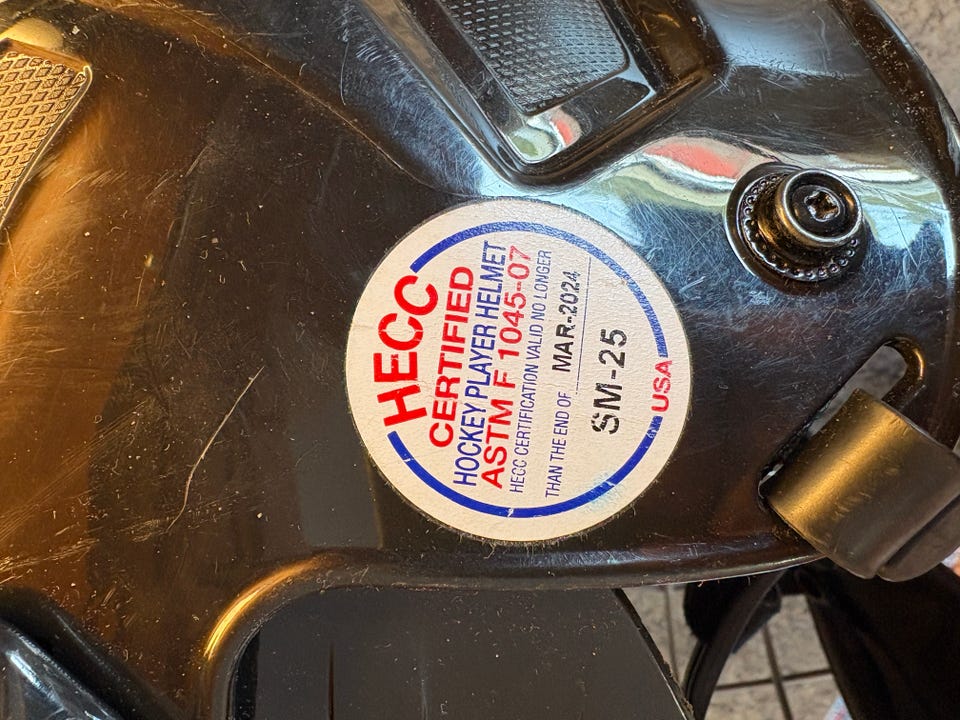 HECC
CERTIFIED
HOCKEY PLAYER HELMET
ASTM F 1045-07
HECC CERTIFICATION VALID NO LONGER
THAN THE END OF MAR-2024
SM-25
USA